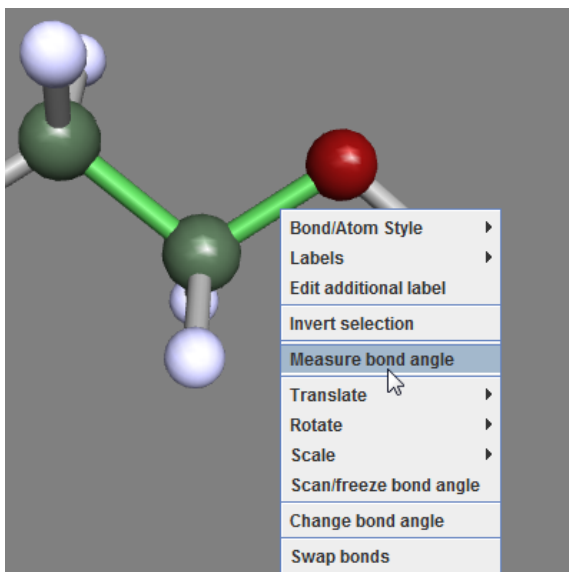 Bond/Atom Style
Labels
Edit additional label
Invert selection
Measure bond angle
Translate
Rotate
Scale
Scan/freeze bond angle
Change bond angle
Swap bonds